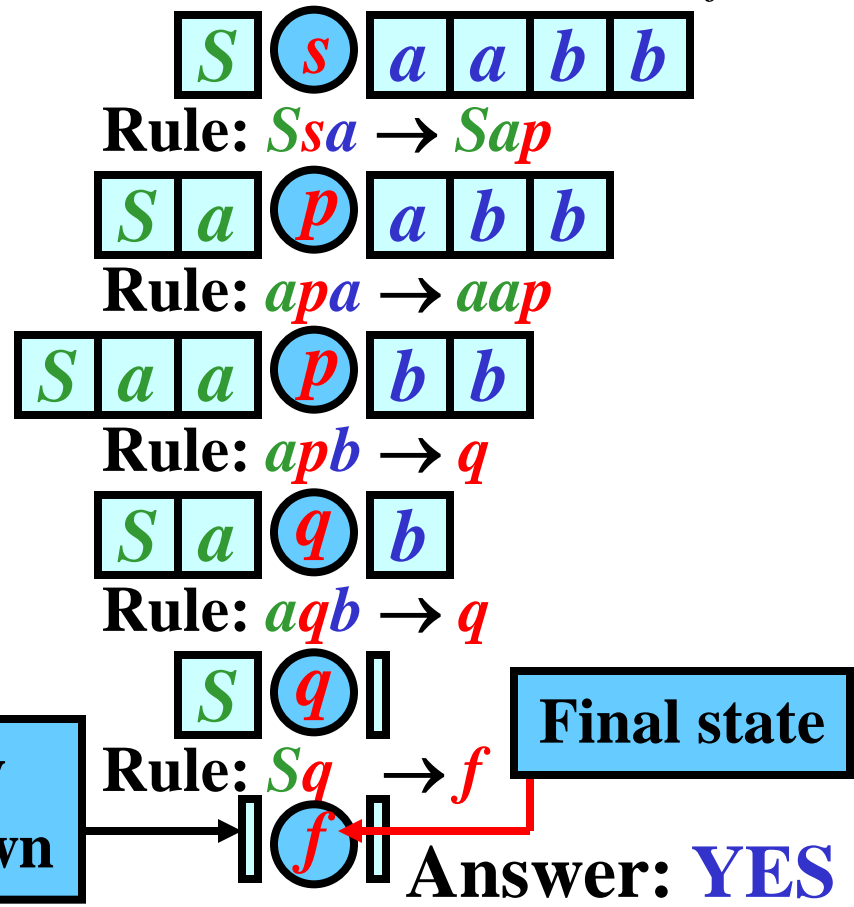 S s a a b b
Rule: Ssa → Sap
S a p a b b
Rule: apa → aap
S a a p b b
Rule: apb → q
S a q b
Rule: aqb → q
S q
Final state
Rule: Sq → f
f
Answer: YES